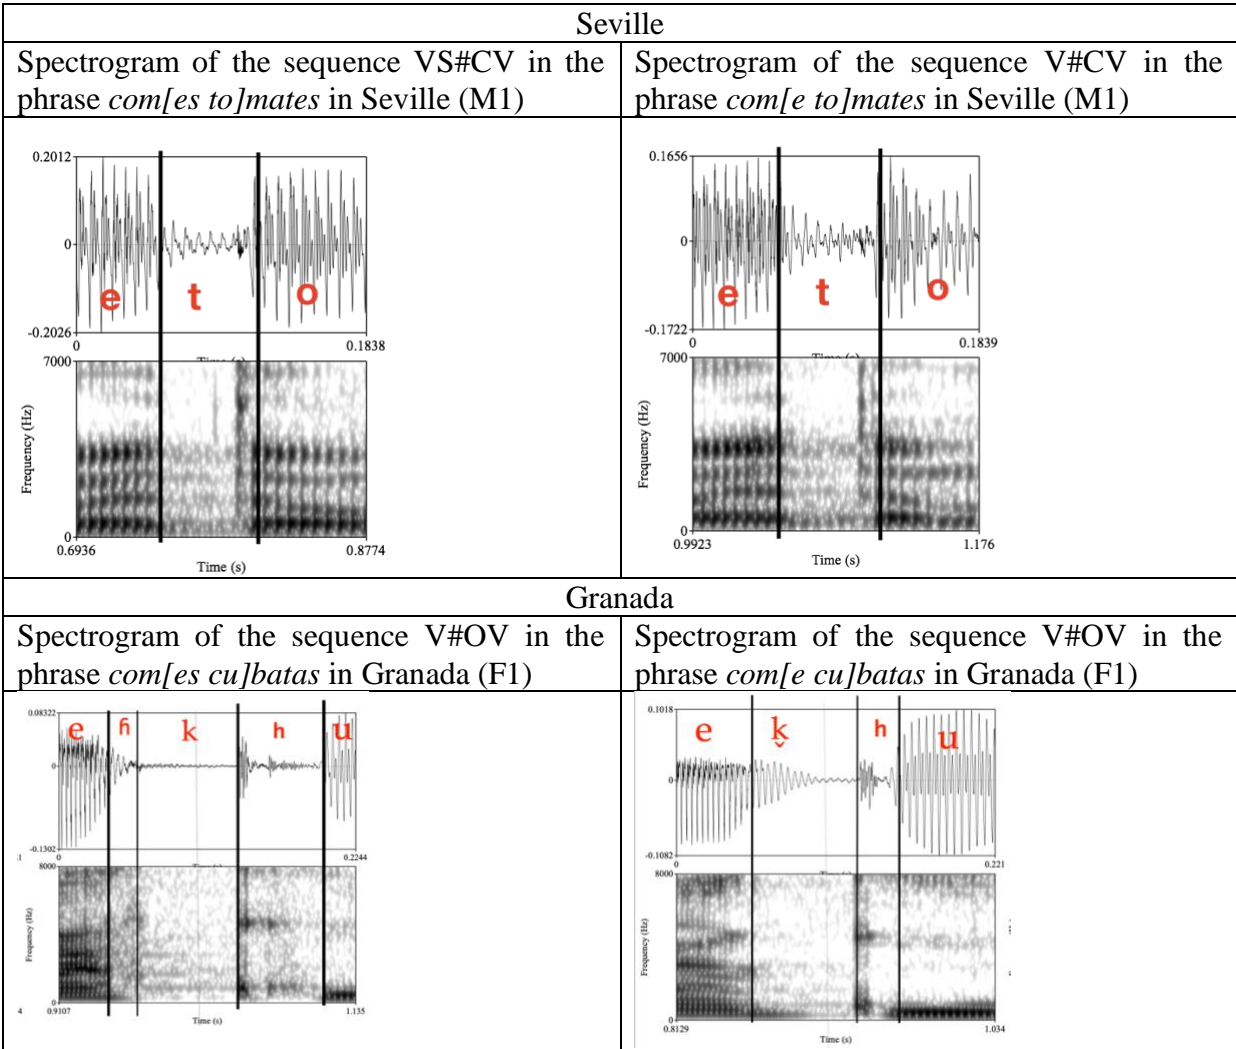 Seville
Spectrogram of the sequence VS#CV in the
phrase com[es to]mates in Seville (M1)
Spectrogram of the sequence V#CV in the
phrase com[e to]mates in Seville (M1)
0.2012
0
-0.2026
e
t
o
0
0.1838
7000
Frequency (Hz)
0
0.6936
0.8774
Time (s)
0.1656
0
-0.1722
e
t
o
0
0.1839
7000
Frequency (Hz)
0
0.9923
1.176
Time (s)
Granada
Spectrogram of the sequence V#OV in the
phrase com[es cu]batas in Granada (F1)
Spectrogram of the sequence V#OV in the
phrase com[e cu]batas in Granada (F1)
0.08322
0
-0.1302
e
ɦ
k
h
u
0
0.2244
8000
Frequency (Hz)
0
0.9107
1.135
Time (s)
0.1018
0
-0.1082
e
k̬
h
u
0
0.221
8000
Frequency (Hz)
0
0.8129
1.034
Time (s)